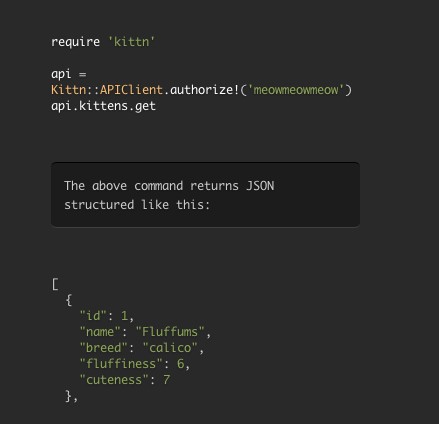 require 'kittn'
api =
Kittn::APIClient.authorize!('meowmeowmeow')
api.kittens.get
The above command returns JSON
structured like this:
[
{
"id": 1,
"name": "Fluffums",
"breed": "calico",
"fluffiness": 6,
"cuteness": 7
},